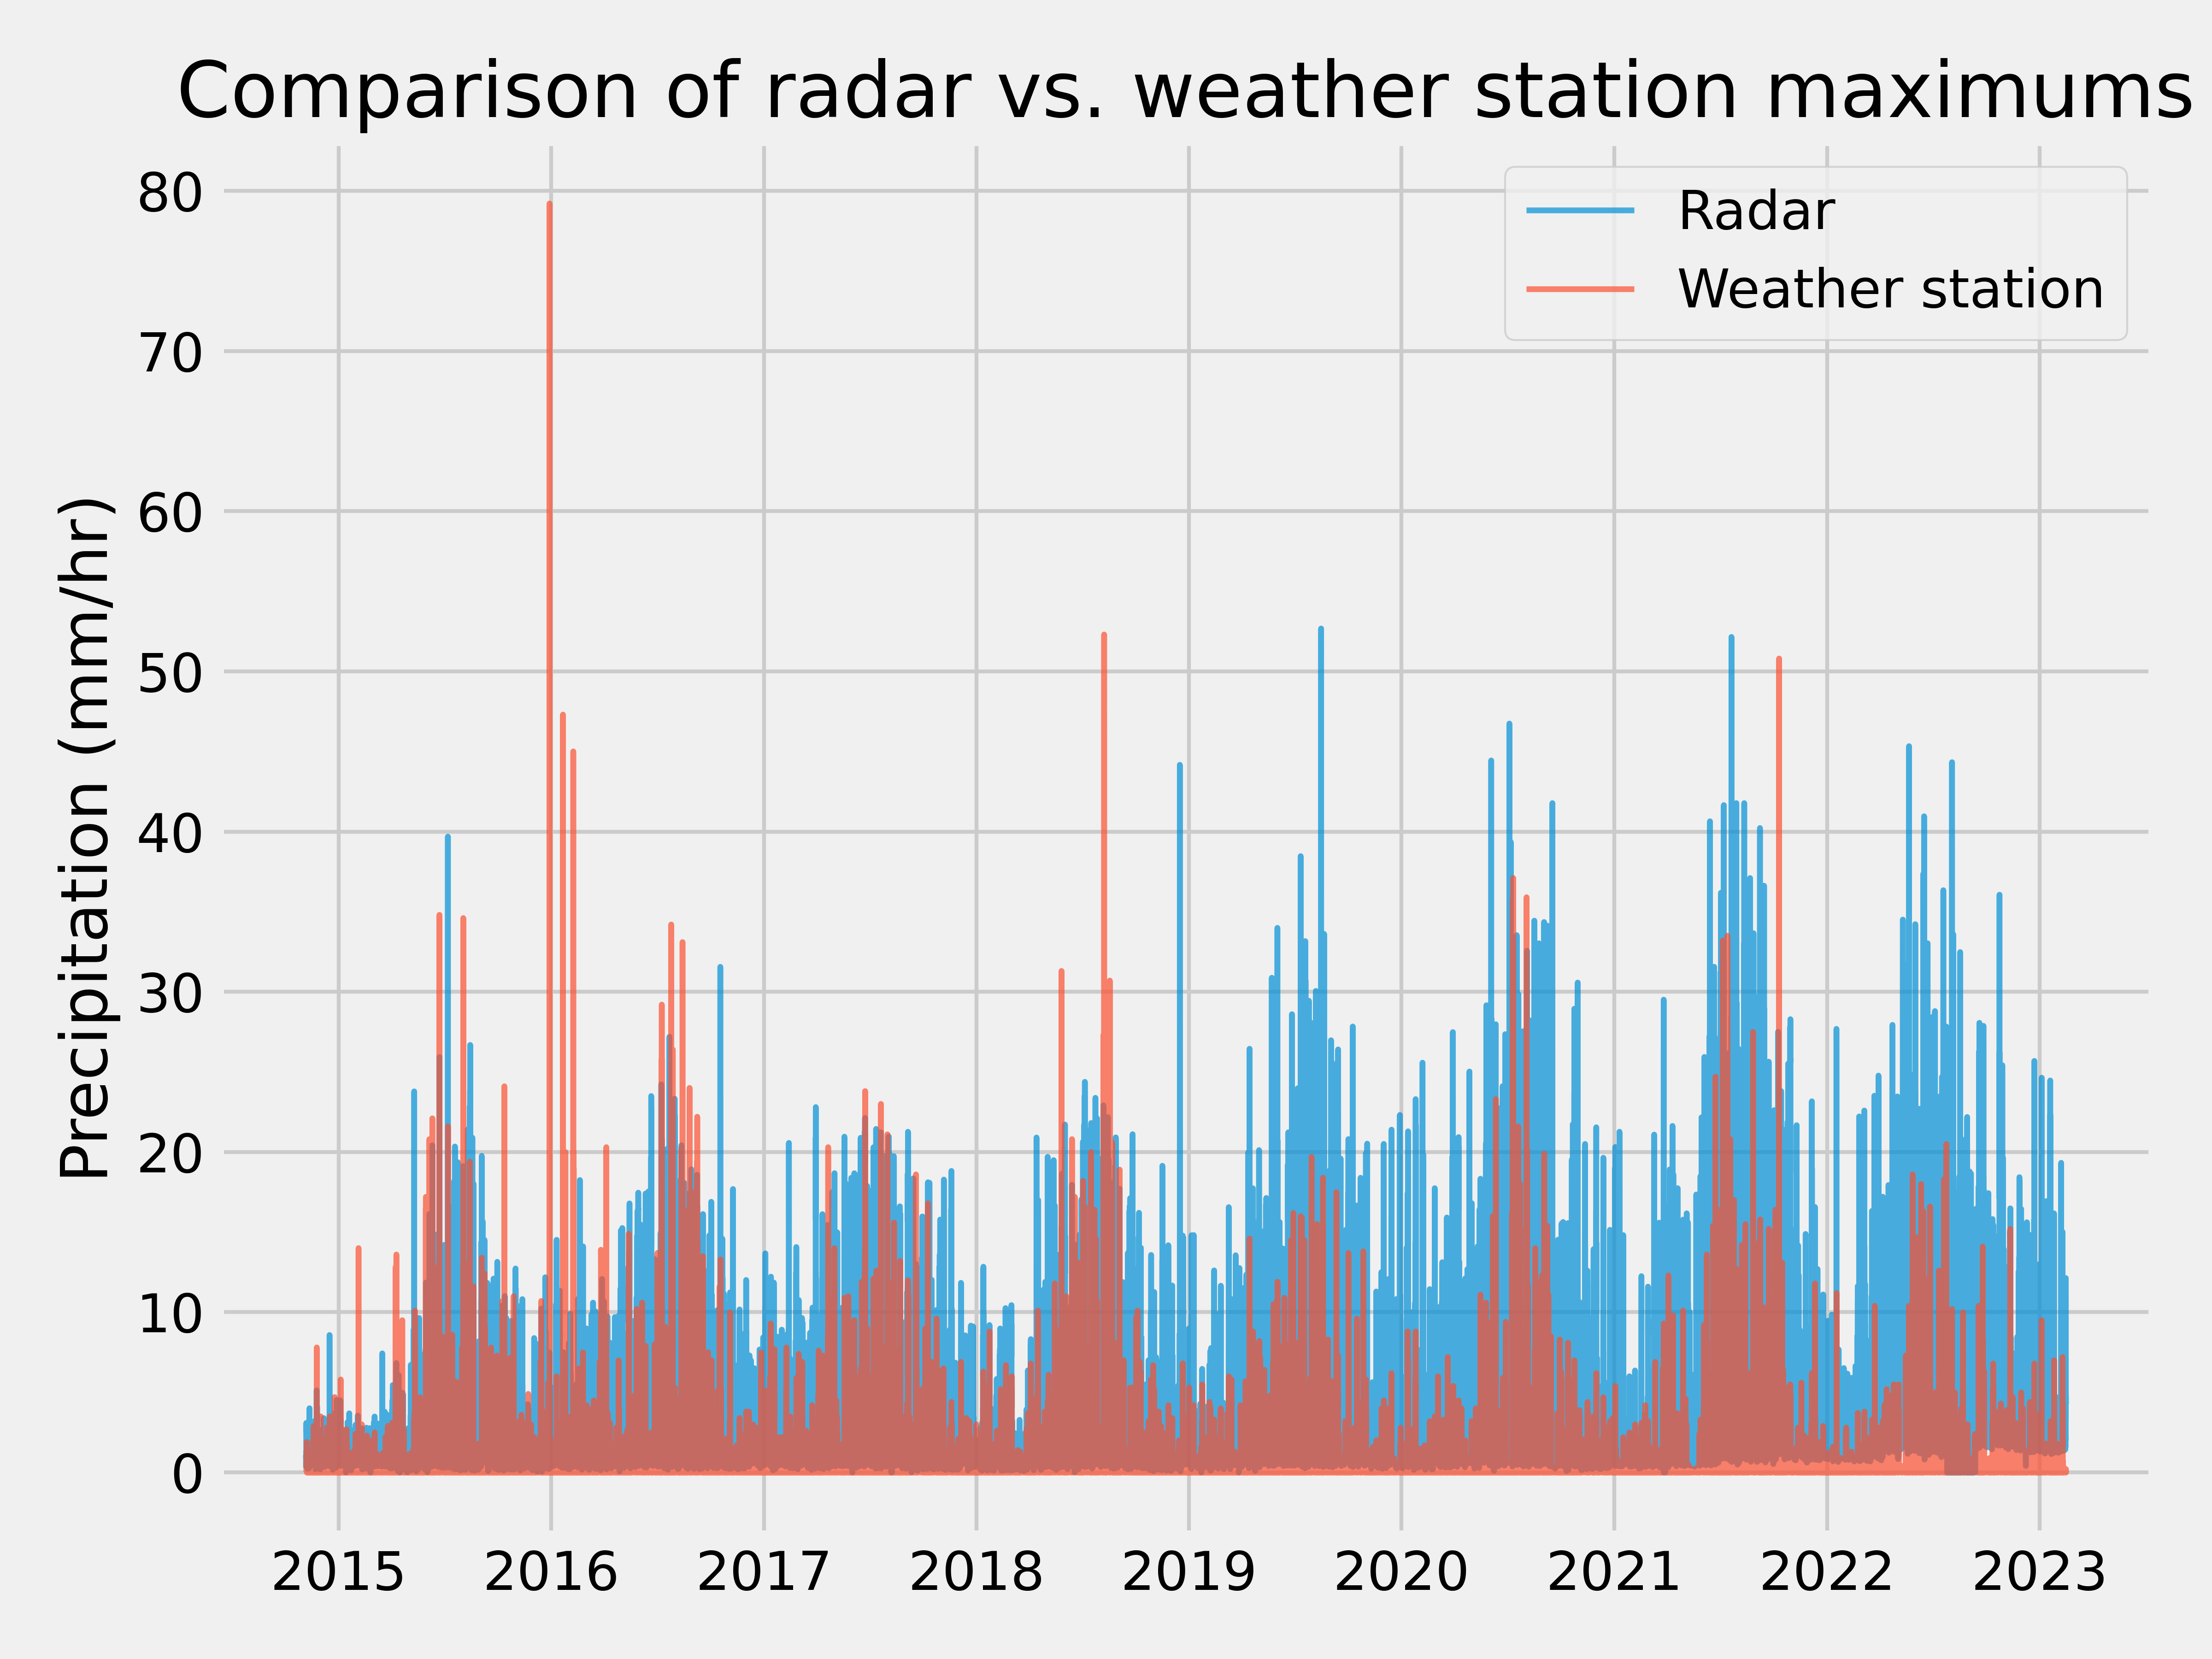 Comparison of radar vs. weather station maximums
Radar
Weather station
Precipitation (mm/hr)
80
70
60
50
40
30
20
10
0
2015 2016 2017 2018 2019 2020 2021 2022 2023